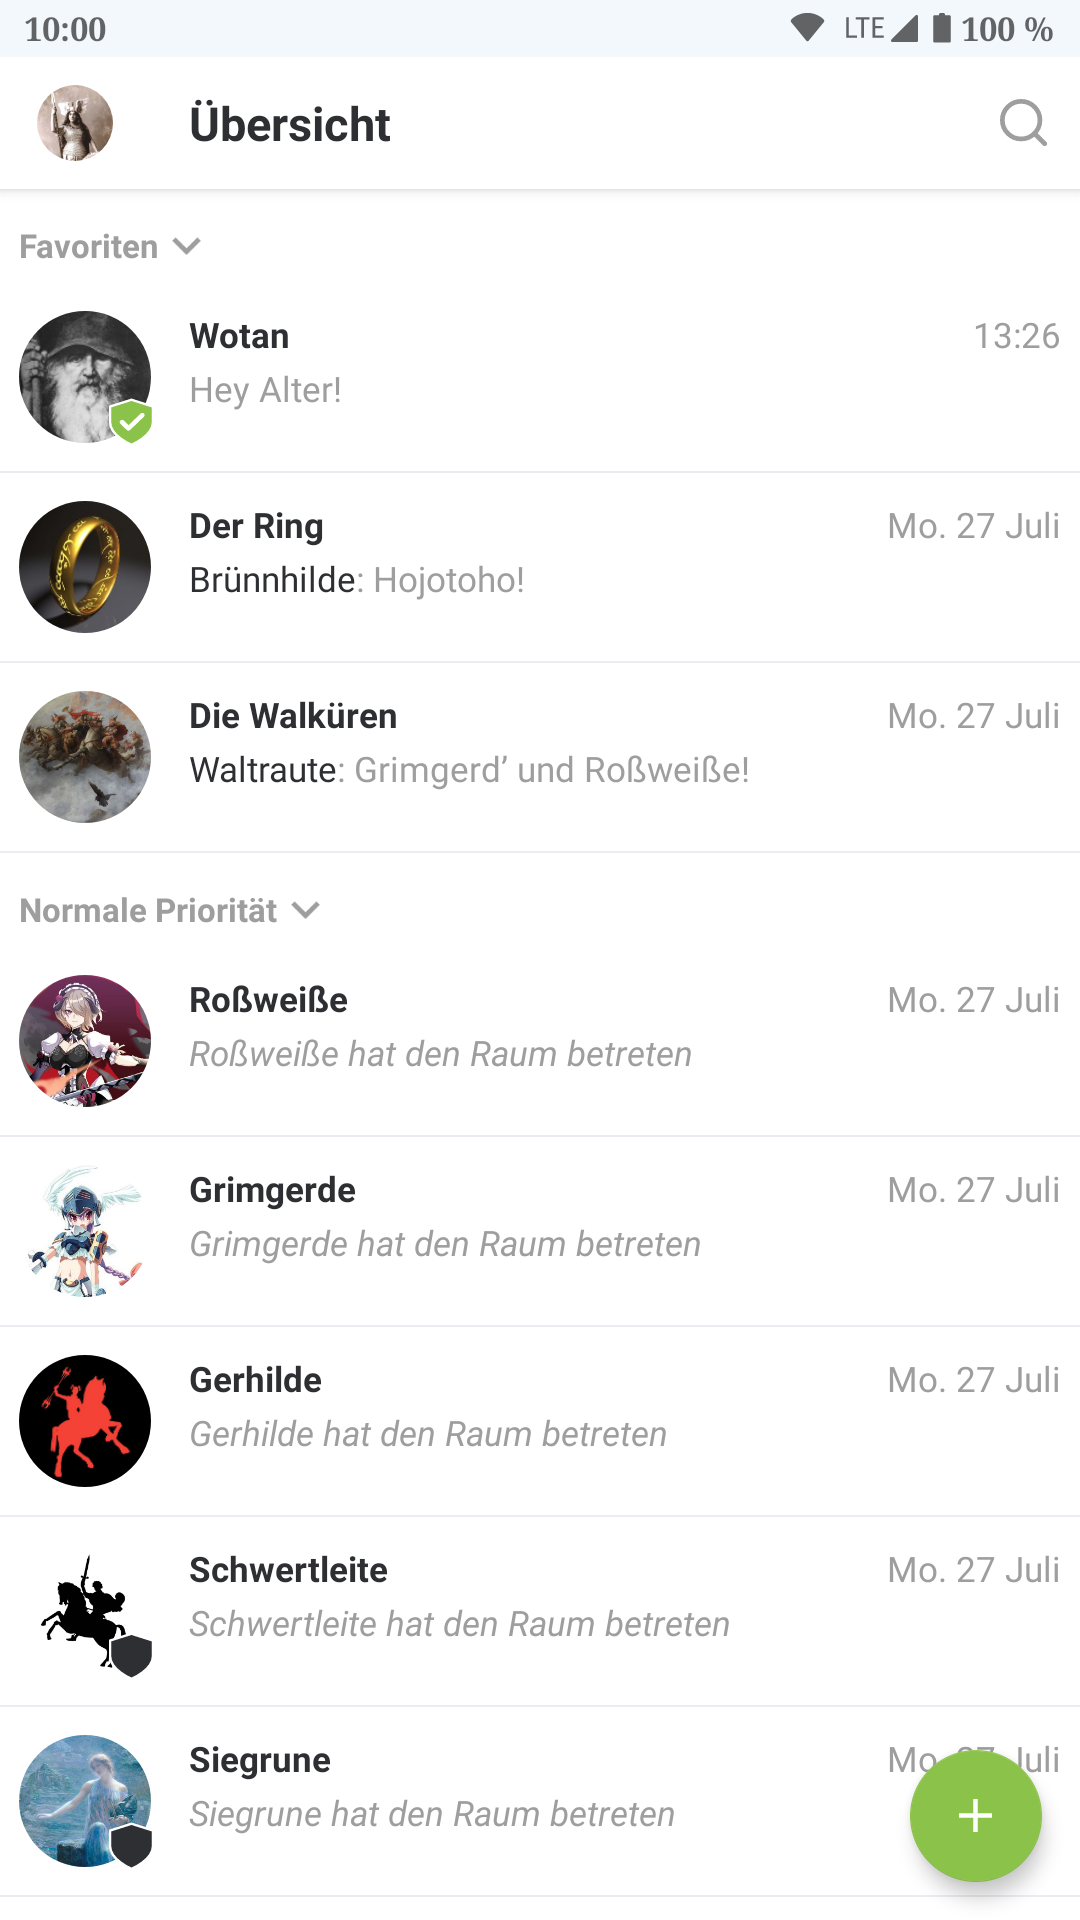 10:00 LTE 100 %
Übersicht
Favoriten
Wotan 13:26
Hey Alter!
Der Ring Mo. 27 Juli
Brünnhilde: Hojotoho!
Die Walküren Mo. 27 Juli
Waltraute: Grimgerd’ und Roßweiße!
Normale Priorität
Roßweiße Mo. 27 Juli
Roßweiße hat den Raum betreten
Grimgerde Mo. 27 Juli
Grimgerde hat den Raum betreten
Gerhilde Mo. 27 Juli
Gerhilde hat den Raum betreten
Schwertleite Mo. 27 Juli
Schwertleite hat den Raum betreten
Siegrune Mo. 27 Juli
Siegrune hat den Raum betreten